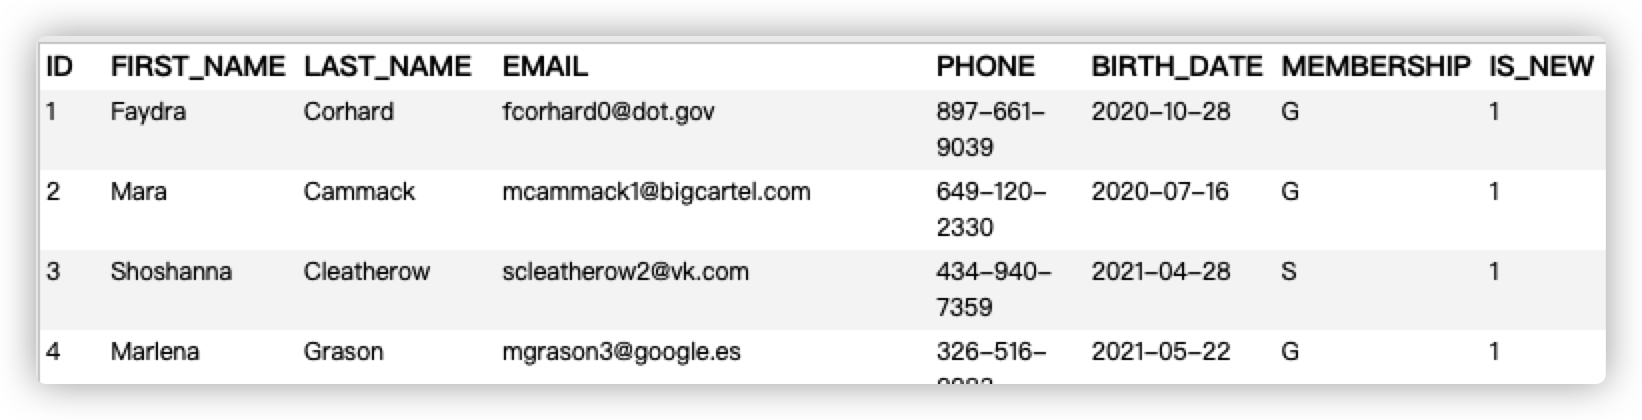 ID FIRST_NAME LAST_NAME EMAIL PHONE BIRTH_DATE MEMBERSHIP IS_NEW
1 Faydra Corhard fcorhard0@dot.gov 897-661- 2020-10-28 G 1
9039
2 Mara Cammack mcammack1@bigcartel.com 649-120- 2020-07-16 G 1
2330
3 Shoshanna Cleatherow scleatherow2@vk.com 434-940- 2021-04-28 S 1
7359
4 Marlena Grason mgrason3@google.es 326-516- 2021-05-22 G 1